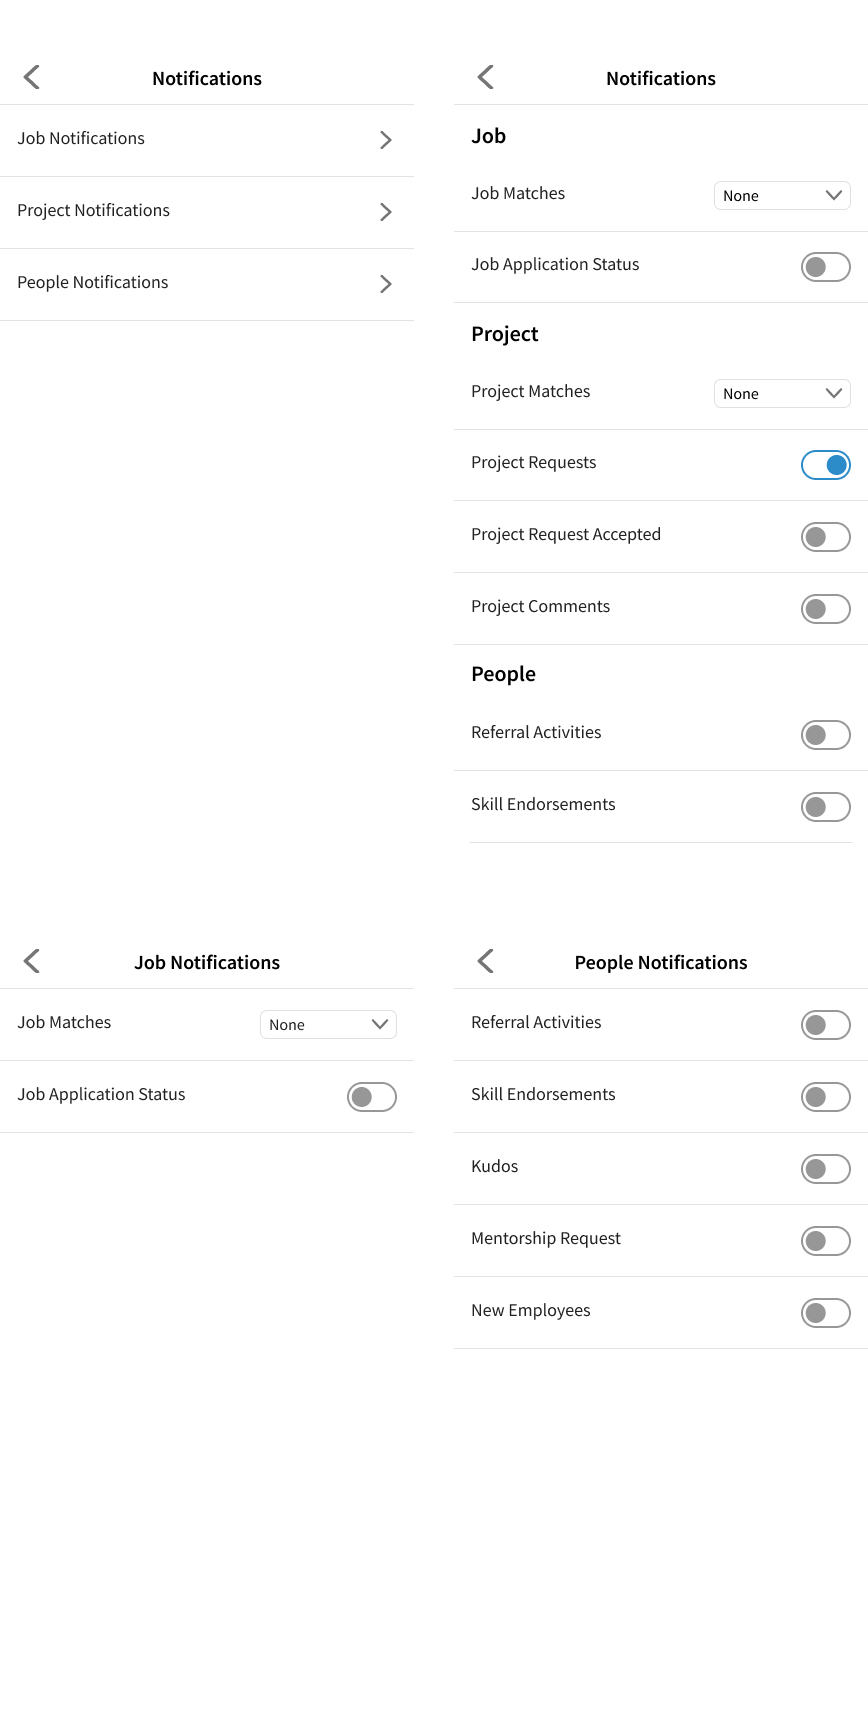 Notifications
Job Notifications
Project Notifications
People Notifications
Notifications
Job
Job Matches
None
Job Application Status
Project
Project Matches
None
Project Requests
Project Request Accepted
Project Comments
People
Referral Activities
Skill Endorsements
Job Notifications
Job Matches
None
Job Application Status
People Notifications
Referral Activities
Skill Endorsements
Kudos
Mentorship Request
New Employees